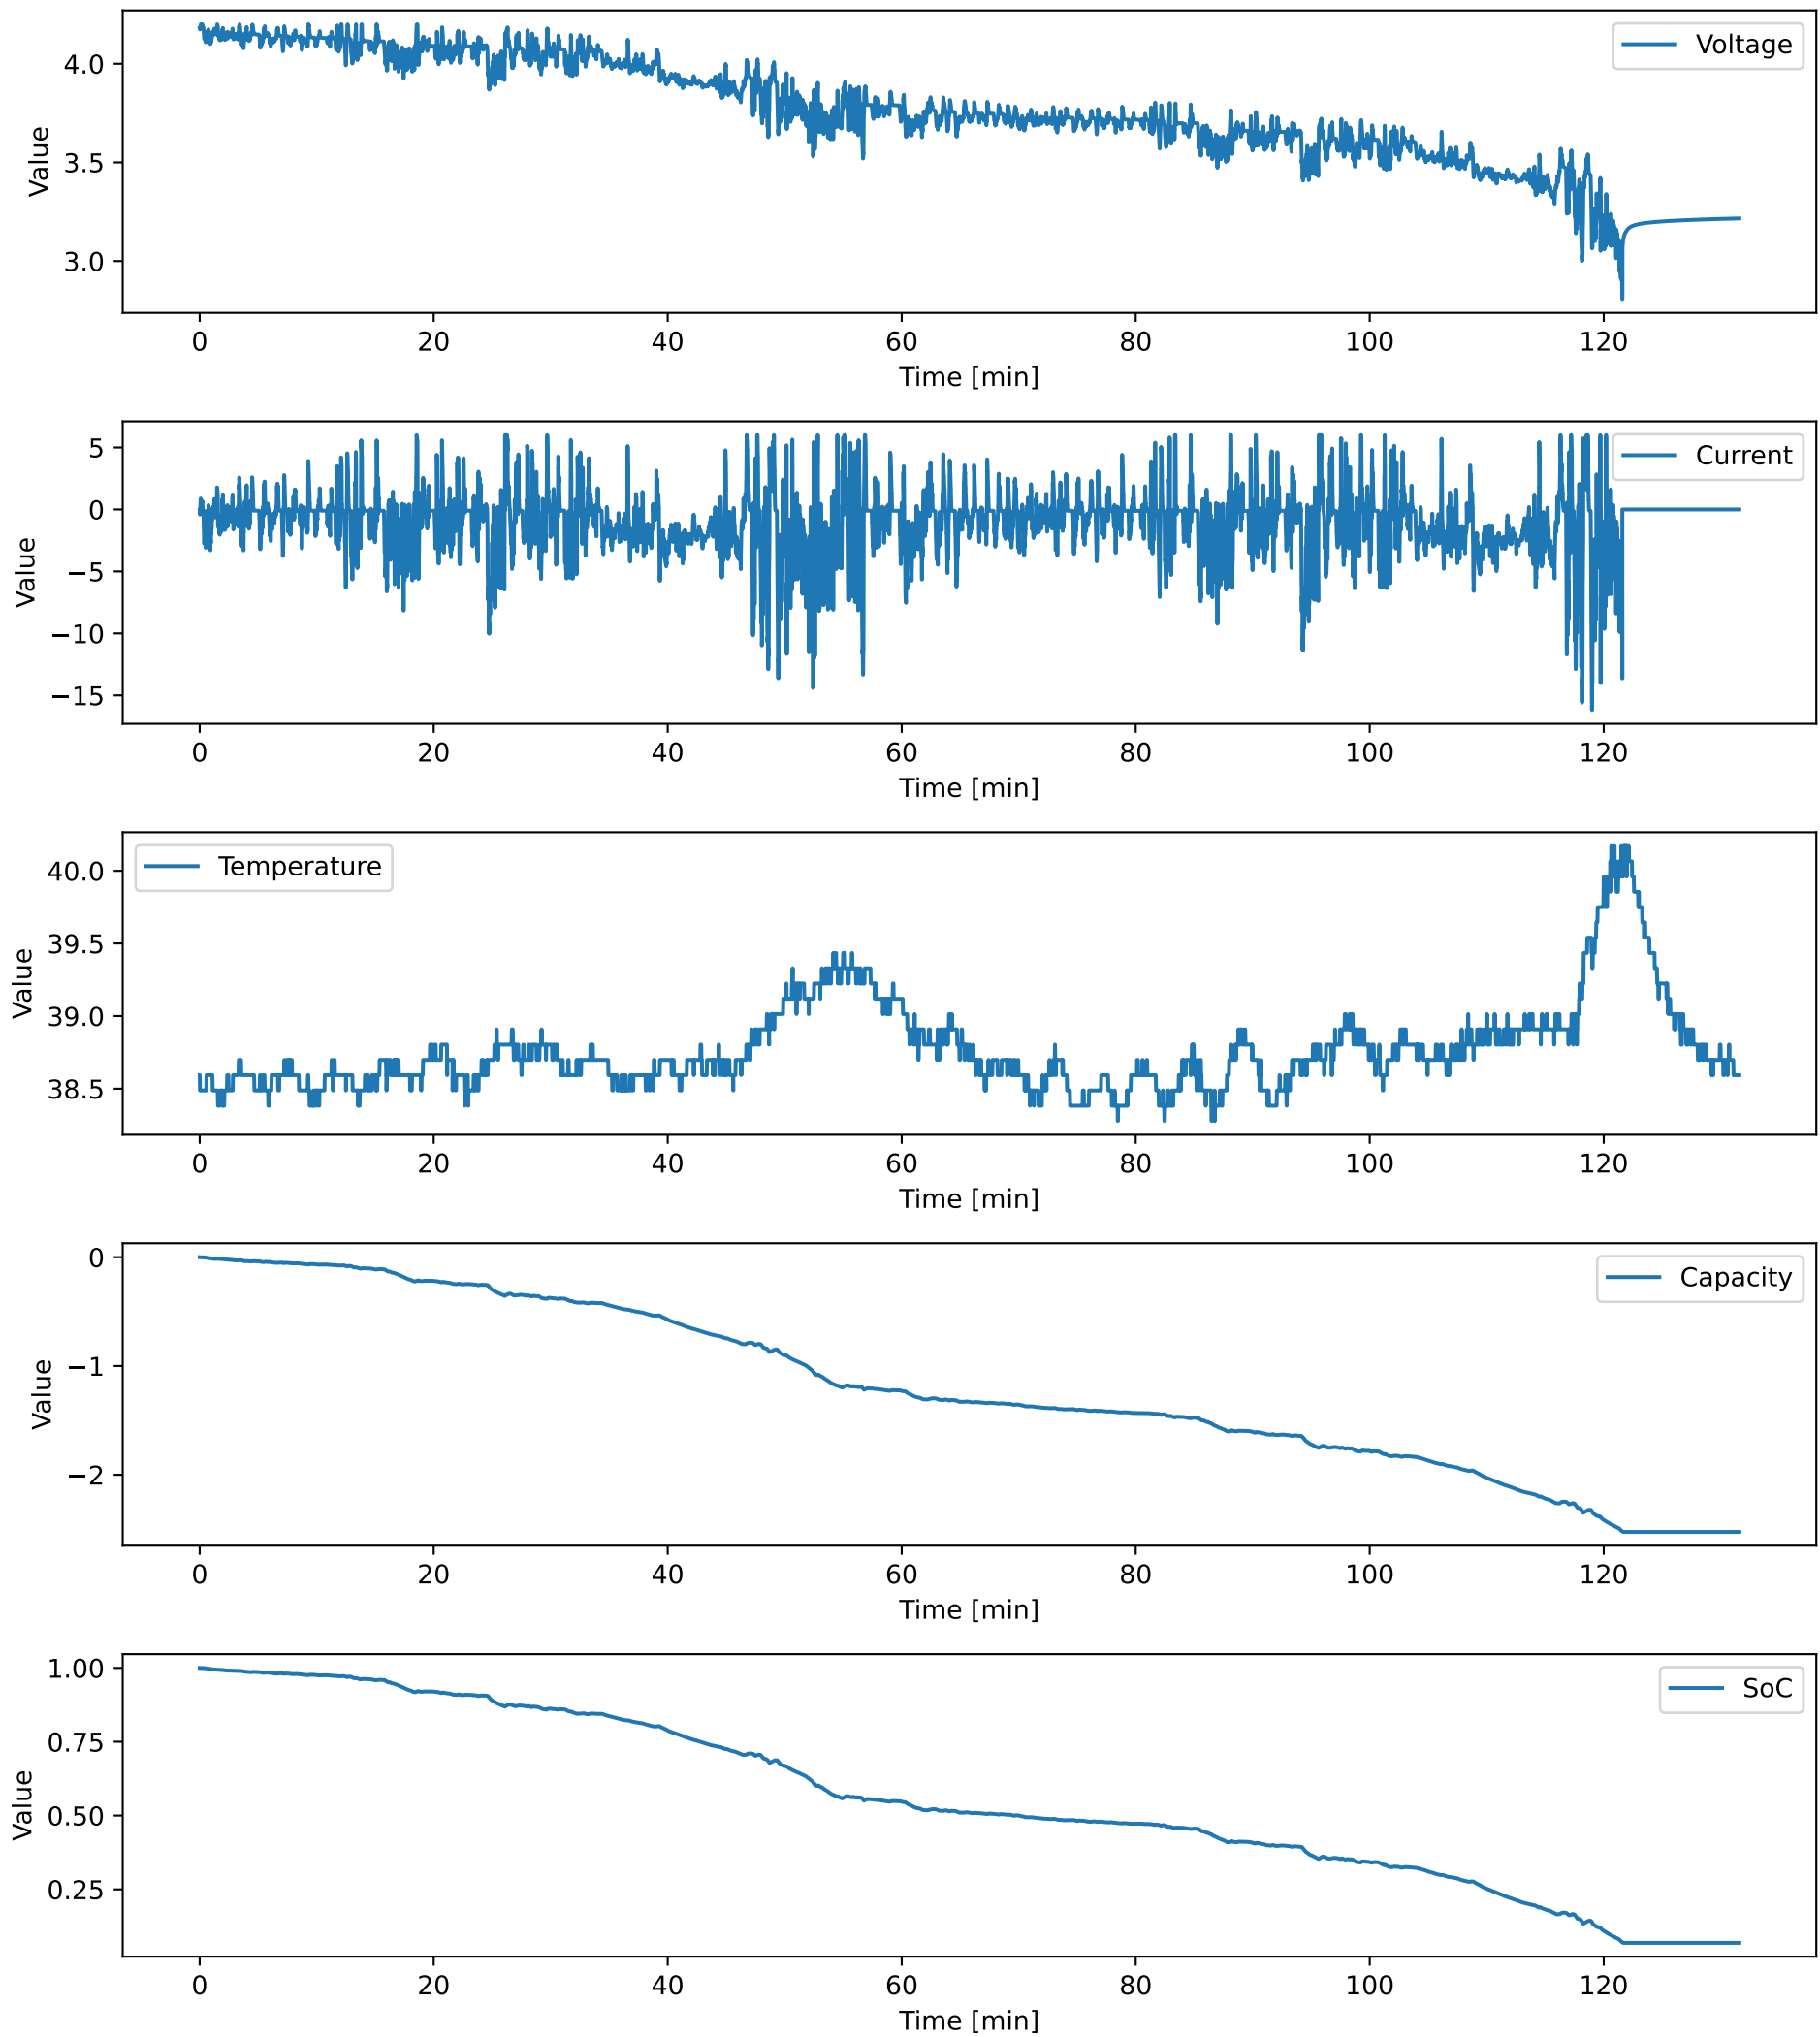 Voltage
4.0
3.5
3.0
Value
0 20 40 60 80 100 120
Time [min]
Current
5
0
−5
−10
−15
Value
0 20 40 60 80 100 120
Time [min]
Temperature
40.0
39.5
39.0
38.5
Value
0 20 40 60 80 100 120
Time [min]
Capacity
0
−1
−2
Value
0 20 40 60 80 100 120
Time [min]
SoC
1.00
0.75
0.50
0.25
Value
0 20 40 60 80 100 120
Time [min]